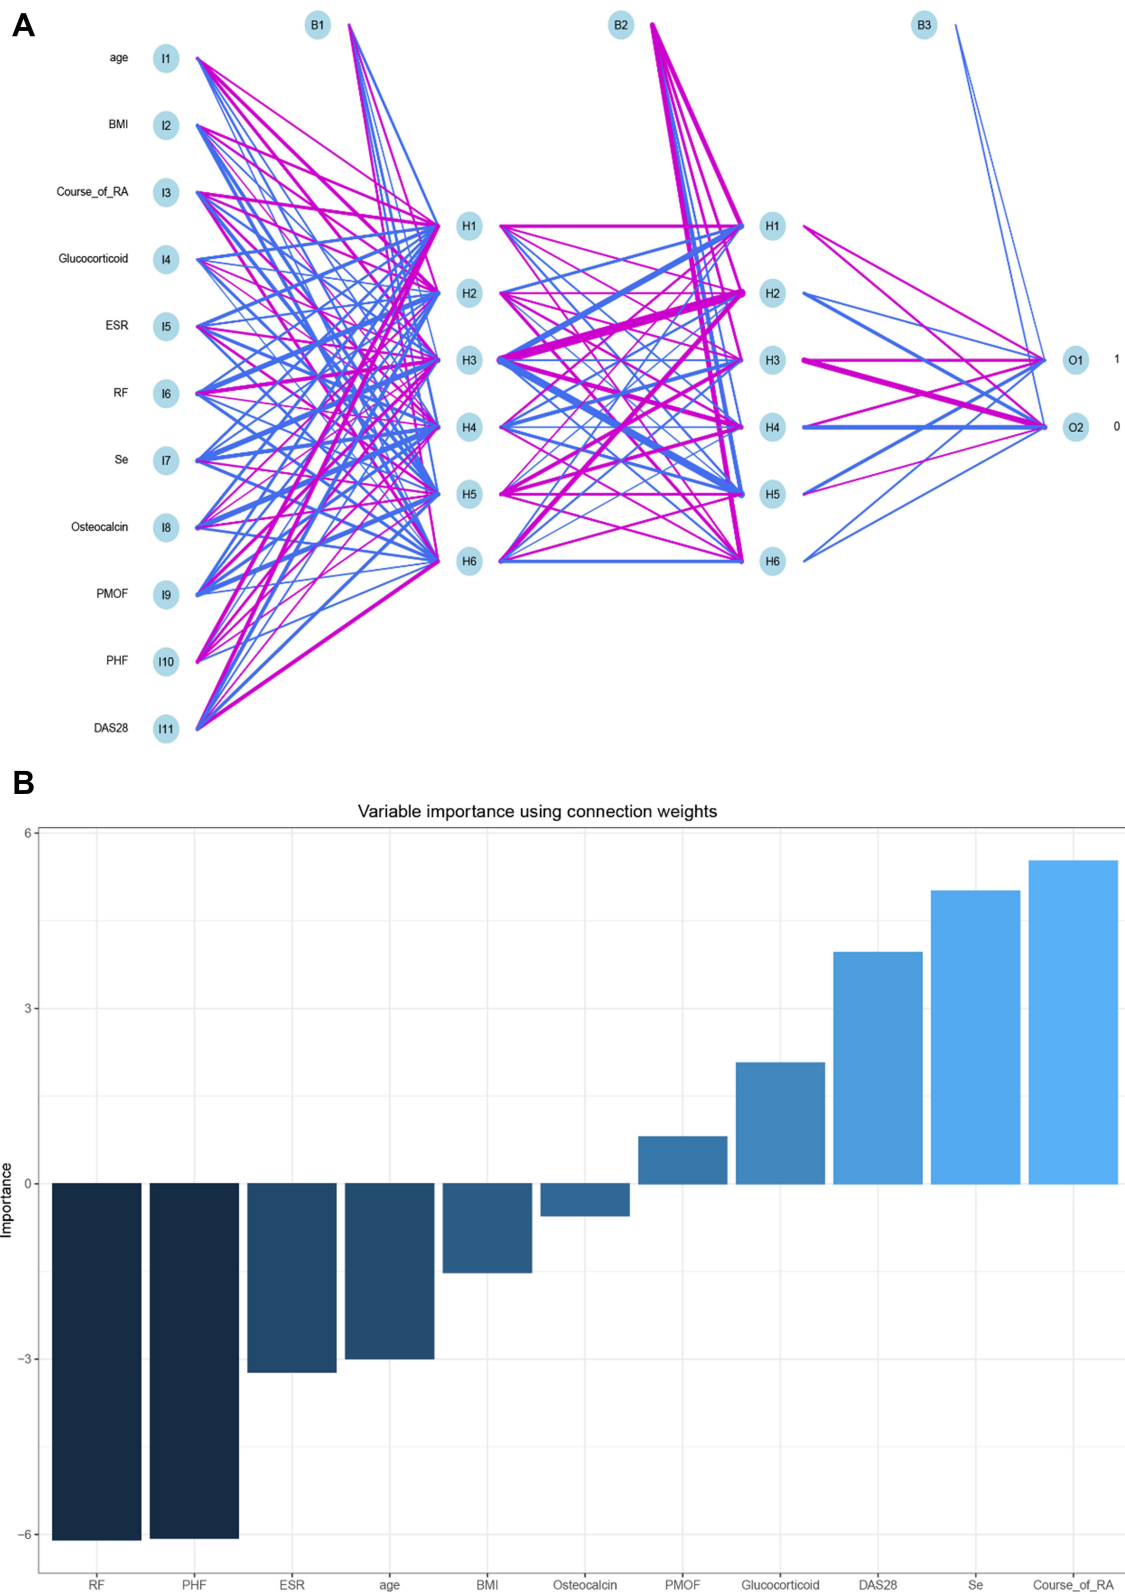 A
B1 B2 B3
age I1
BMI I2
Course_of_RA I3
H1 H1
Glucocorticoid I4
H2 H2
ESR I5
H3 H3 O1 1
RF I6
H4 H4 O2 0
Se I7
H5 H5
Osteocalcin I8
H6 H6
PMOF I9
PHF I10
DAS28 I11
B
Variable importance using connection weights
6
3
0
−3
−6
Importance
RF PHF ESR age BMI Osteocalcin PMOF Glucocorticoid DAS28 Se Course_of_RA